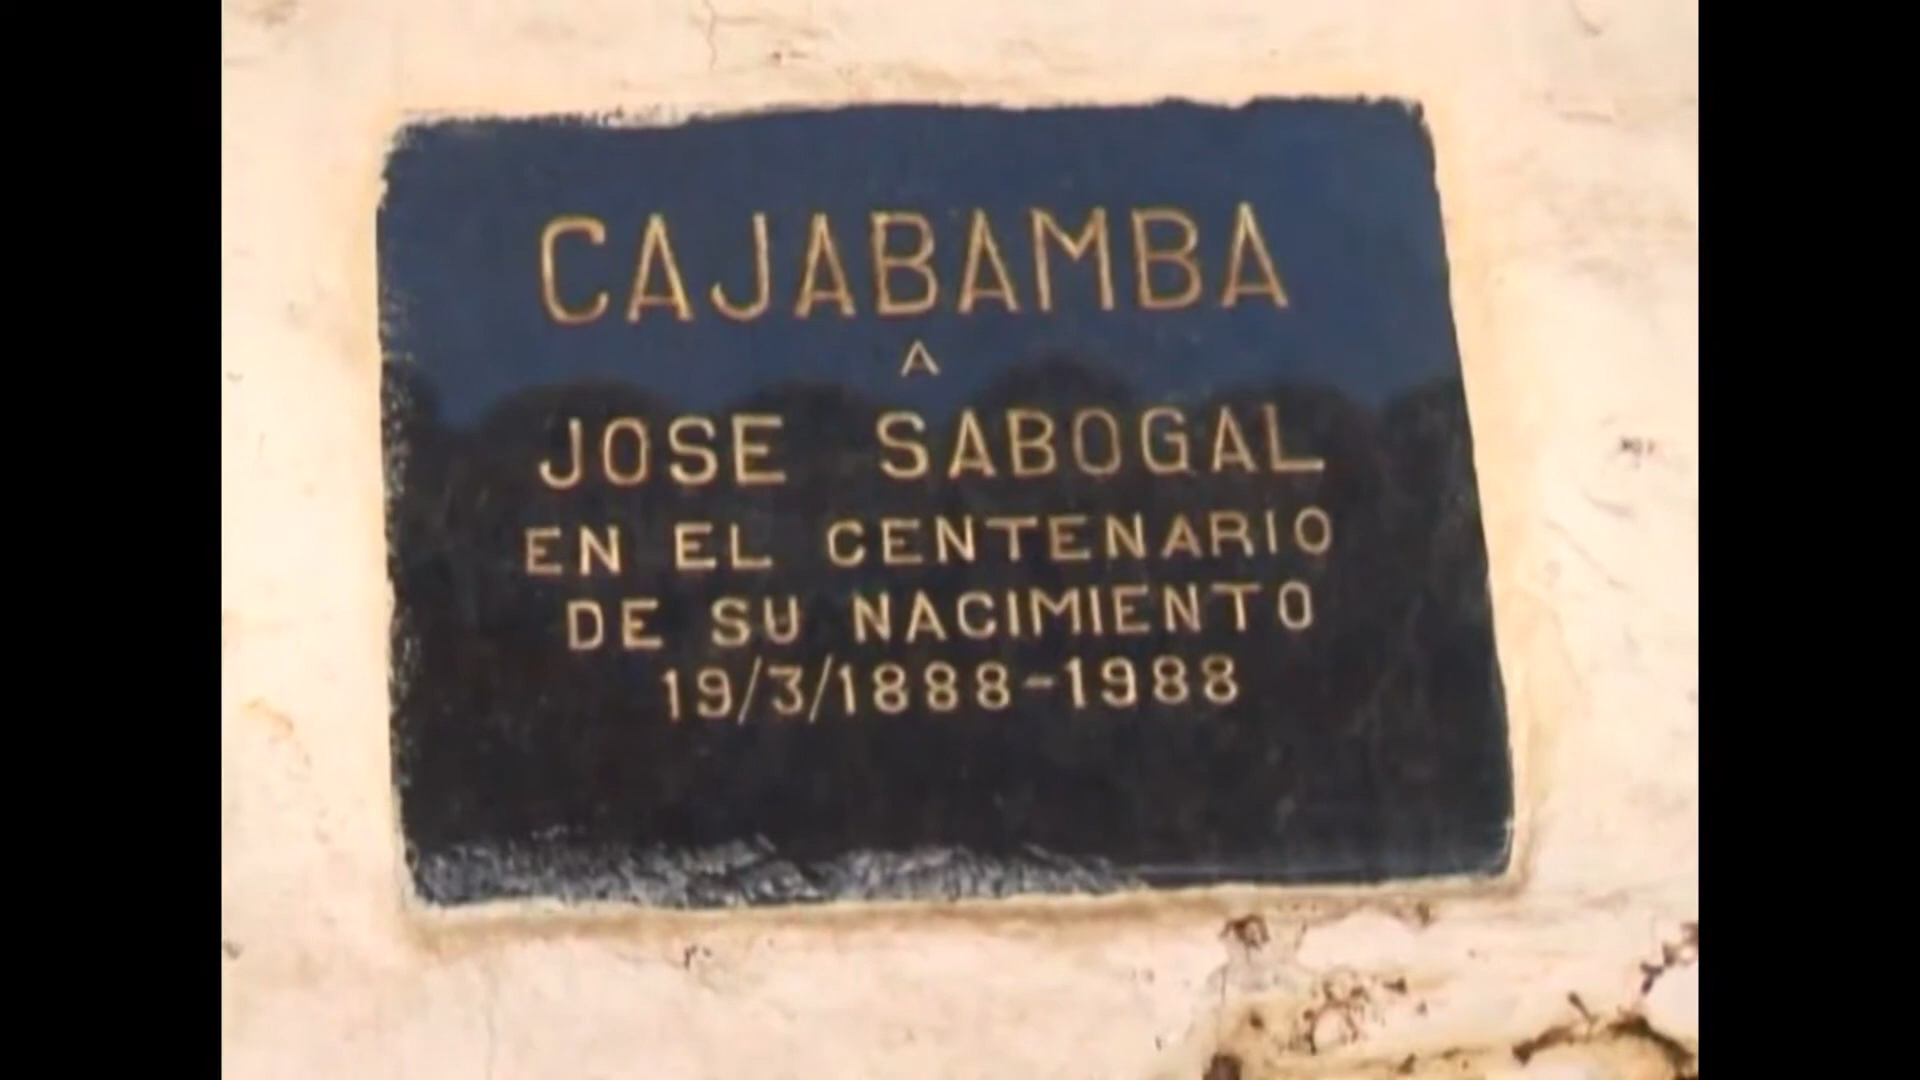 CAJABAMBA
A
JOSE SABOGAL
EN EL CENTENARIO
DE SU NACIMIENTO
19/3/1888-1988